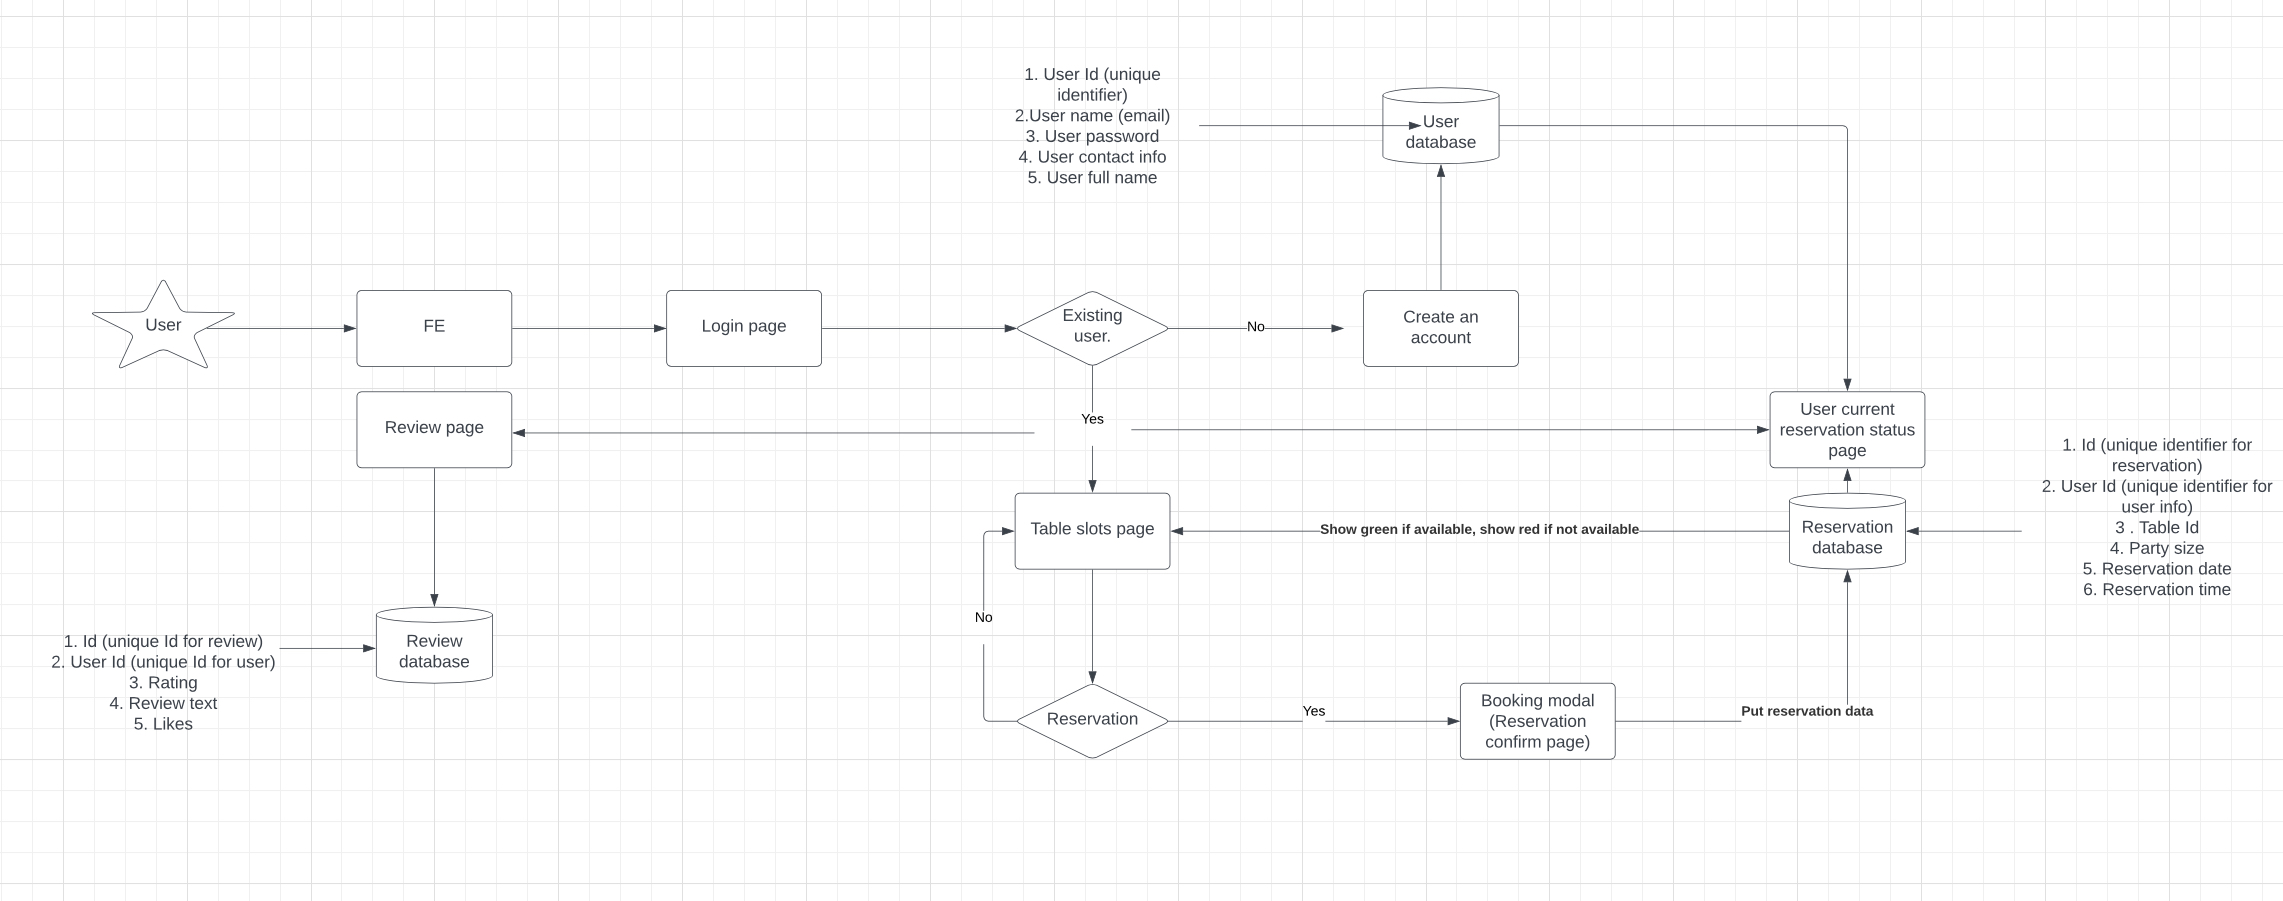 1. User Id (unique
identifier)
2.User name (email)
3. User password
4. User contact info
5. User full name
User
database
User
FE
Login page
Existing
user.
No
Create an
account
Review page
Yes
User current
reservation status
page
1. Id (unique identifier for
reservation)
2. User Id (unique identifier for
user info)
3 . Table Id
4. Party size
5. Reservation date
6. Reservation time
Table slots page
Show green if available, show red if not available
Reservation
database
No
1. Id (unique Id for review)
2. User Id (unique Id for user)
3. Rating
4. Review text
5. Likes
Review
database
Reservation
Yes
Booking modal
(Reservation
confirm page)
Put reservation data